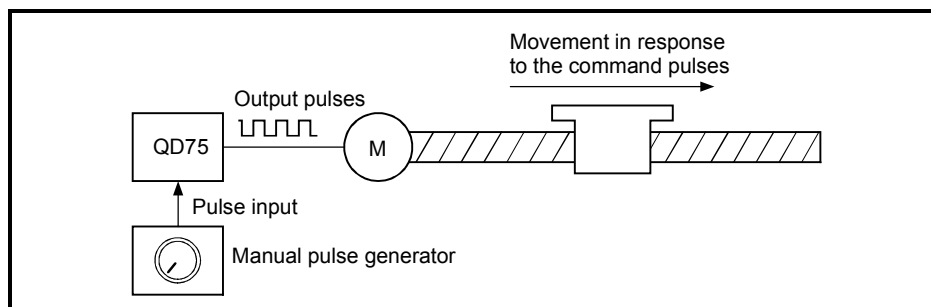 Movement in response
to the command pulses
Output pulses
QD75
M
Pulse input
Manual pulse generator